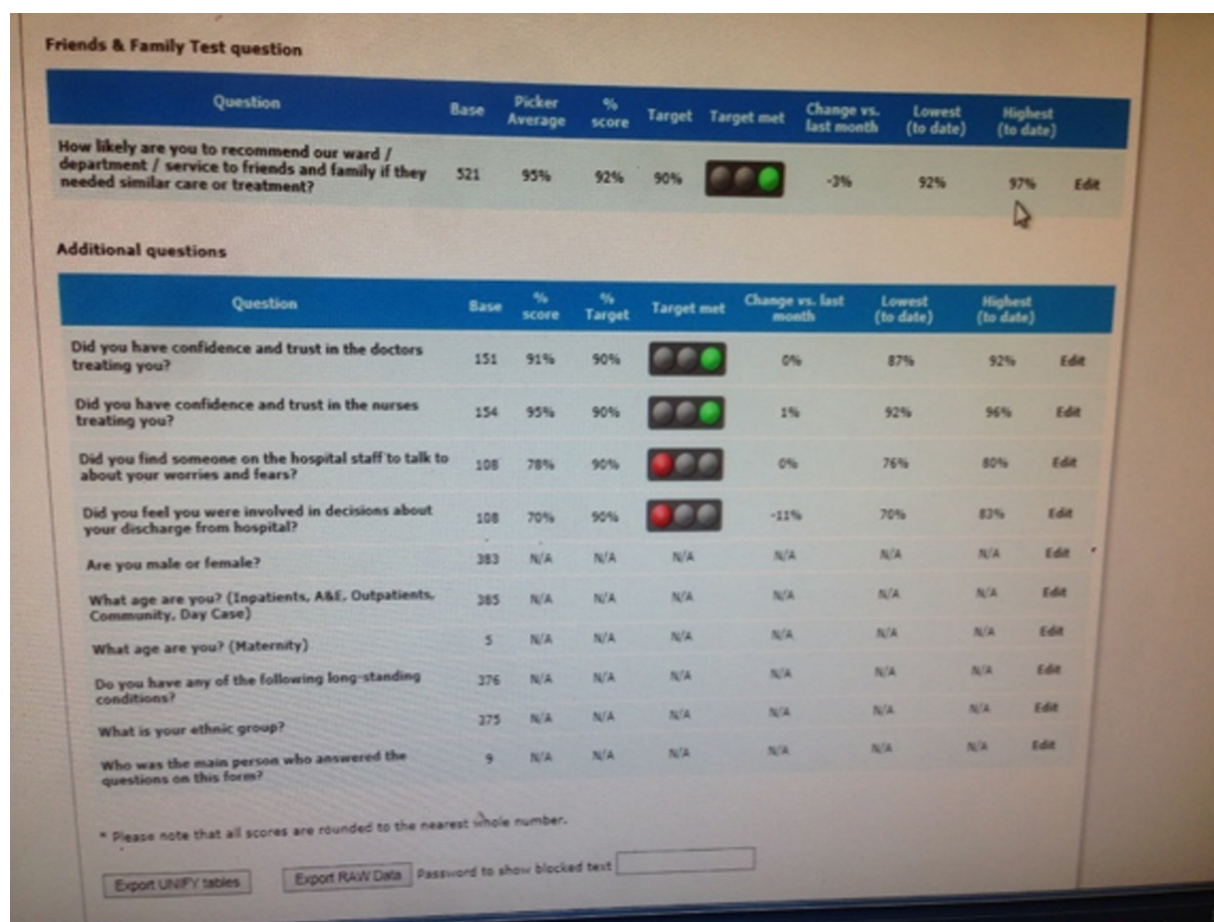 Friends & Family Test question
Question Base Picker Average % score Target Target met Change vs. last month Lowest (to date) Highest (to date)
How likely are you to recommend our ward /
department / service to friends and family if they
needed similar care or treatment?
521 95% 92% 90% -3% 92% 97% Edit
Additional questions
Question Base % score % Target Target met Change vs. last month Lowest (to date) Highest (to date)
Did you have confidence and trust in the doctors
treating you?
151 91% 90% 0% 87% 92% Edit
Did you have confidence and trust in the nurses
treating you?
154 95% 90% 1% 92% 96% Edit
Did you find someone on the hospital staff to talk to
about your worries and fears?
108 78% 90% 0% 76% 80% Edit
Did you feel you were involved in decisions about
your discharge from hospital?
108 70% 90% -11% 70% 83% Edit
Are you male or female? 383 N/A N/A N/A N/A N/A N/A Edit
What age are you? (Inpatients, A&E, Outpatients,
Community, Day Case)
385 N/A N/A N/A N/A N/A N/A Edit
What age are you? (Maternity) 5 N/A N/A N/A N/A N/A N/A Edit
Do you have any of the following long-standing
conditions?
376 N/A N/A N/A N/A N/A N/A Edit
What is your ethnic group? 375 N/A N/A N/A N/A N/A N/A Edit
Who was the main person who answered the
questions on this form?
9 N/A N/A N/A N/A N/A N/A Edit
* Please note that all scores are rounded to the nearest whole number.
Export UNIFY tables Export RAW Data Password to show blocked text